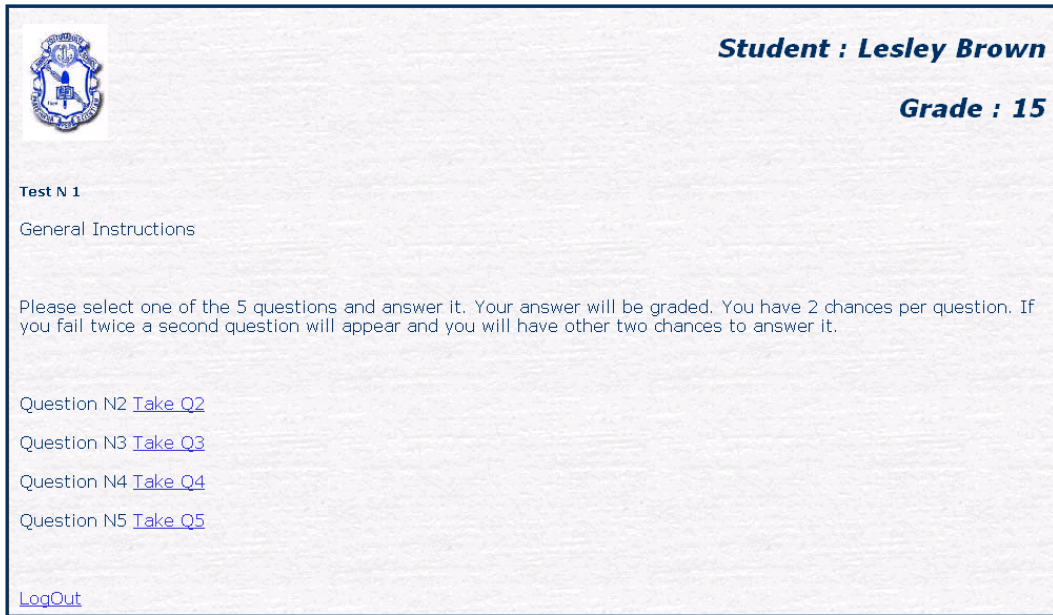 Student : Lesley Brown
Grade : 15
Test N 1
General Instructions
Please select one of the 5 questions and answer it. Your answer will be graded. You have 2 chances per question. If
you fail twice a second question will appear and you will have other two chances to answer it.
Question N2 Take Q2
Question N3 Take Q3
Question N4 Take Q4
Question N5 Take Q5
LogOut